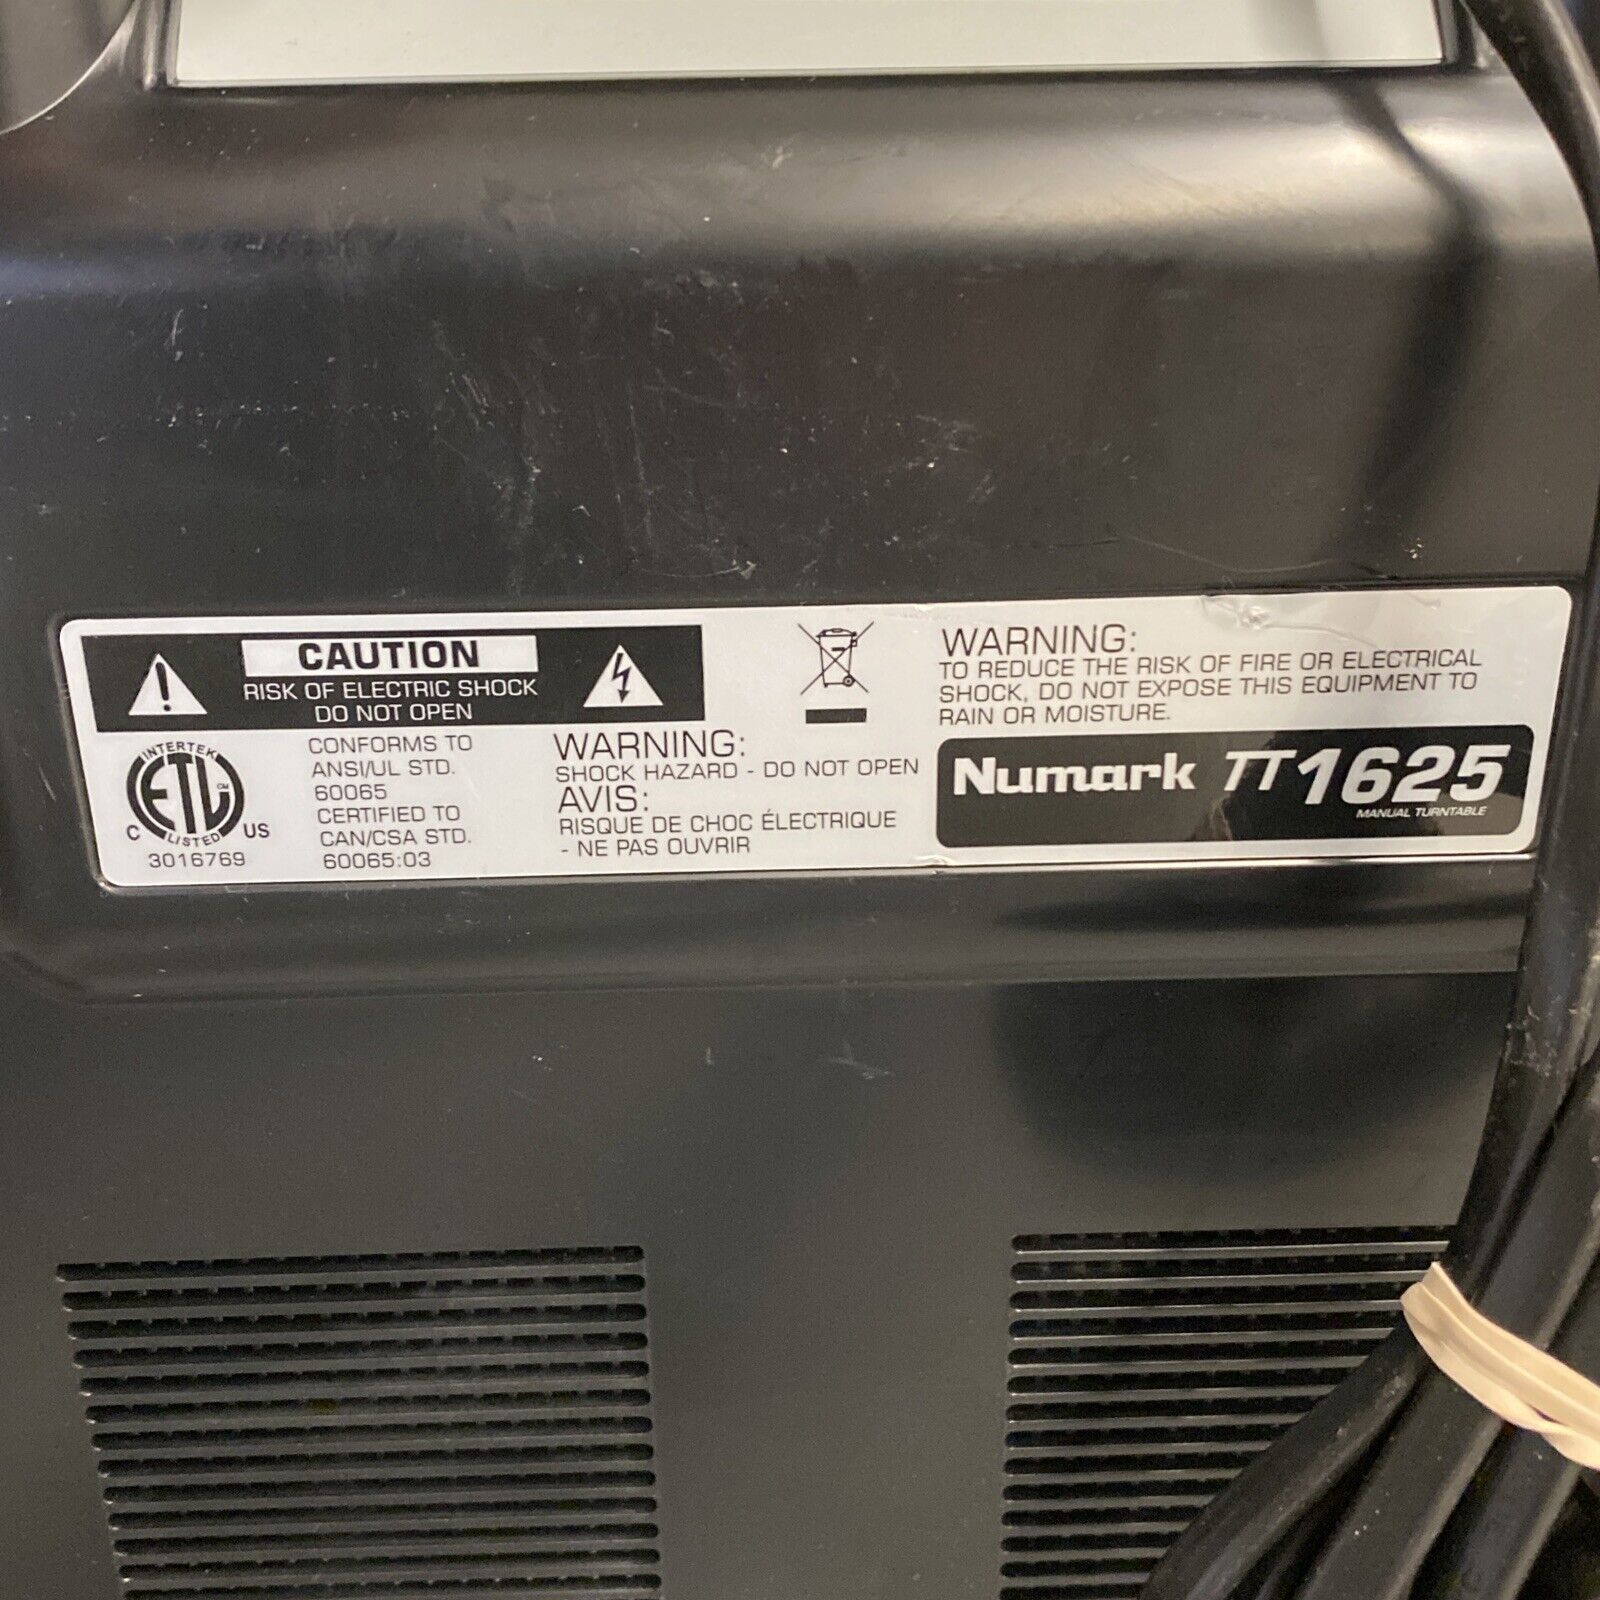 CAUTION
RISK OF ELECTRIC SHOCK
DO NOT OPEN
INTERTEK
ETL CM
LISTED
C US
3016769
CONFORMS TO
ANSI/UL STD.
60065
CERTIFIED TO
CAN/CSA STD.
60065:03
WARNING:
SHOCK HAZARD - DO NOT OPEN
AVIS:
RISQUE DE CHOC ÉLECTRIQUE
- NE PAS OUVRIR
WARNING:
TO REDUCE THE RISK OF FIRE OR ELECTRICAL
SHOCK, DO NOT EXPOSE THIS EQUIPMENT TO
RAIN OR MOISTURE.
Numark TT1625
MANUAL TURNTABLE